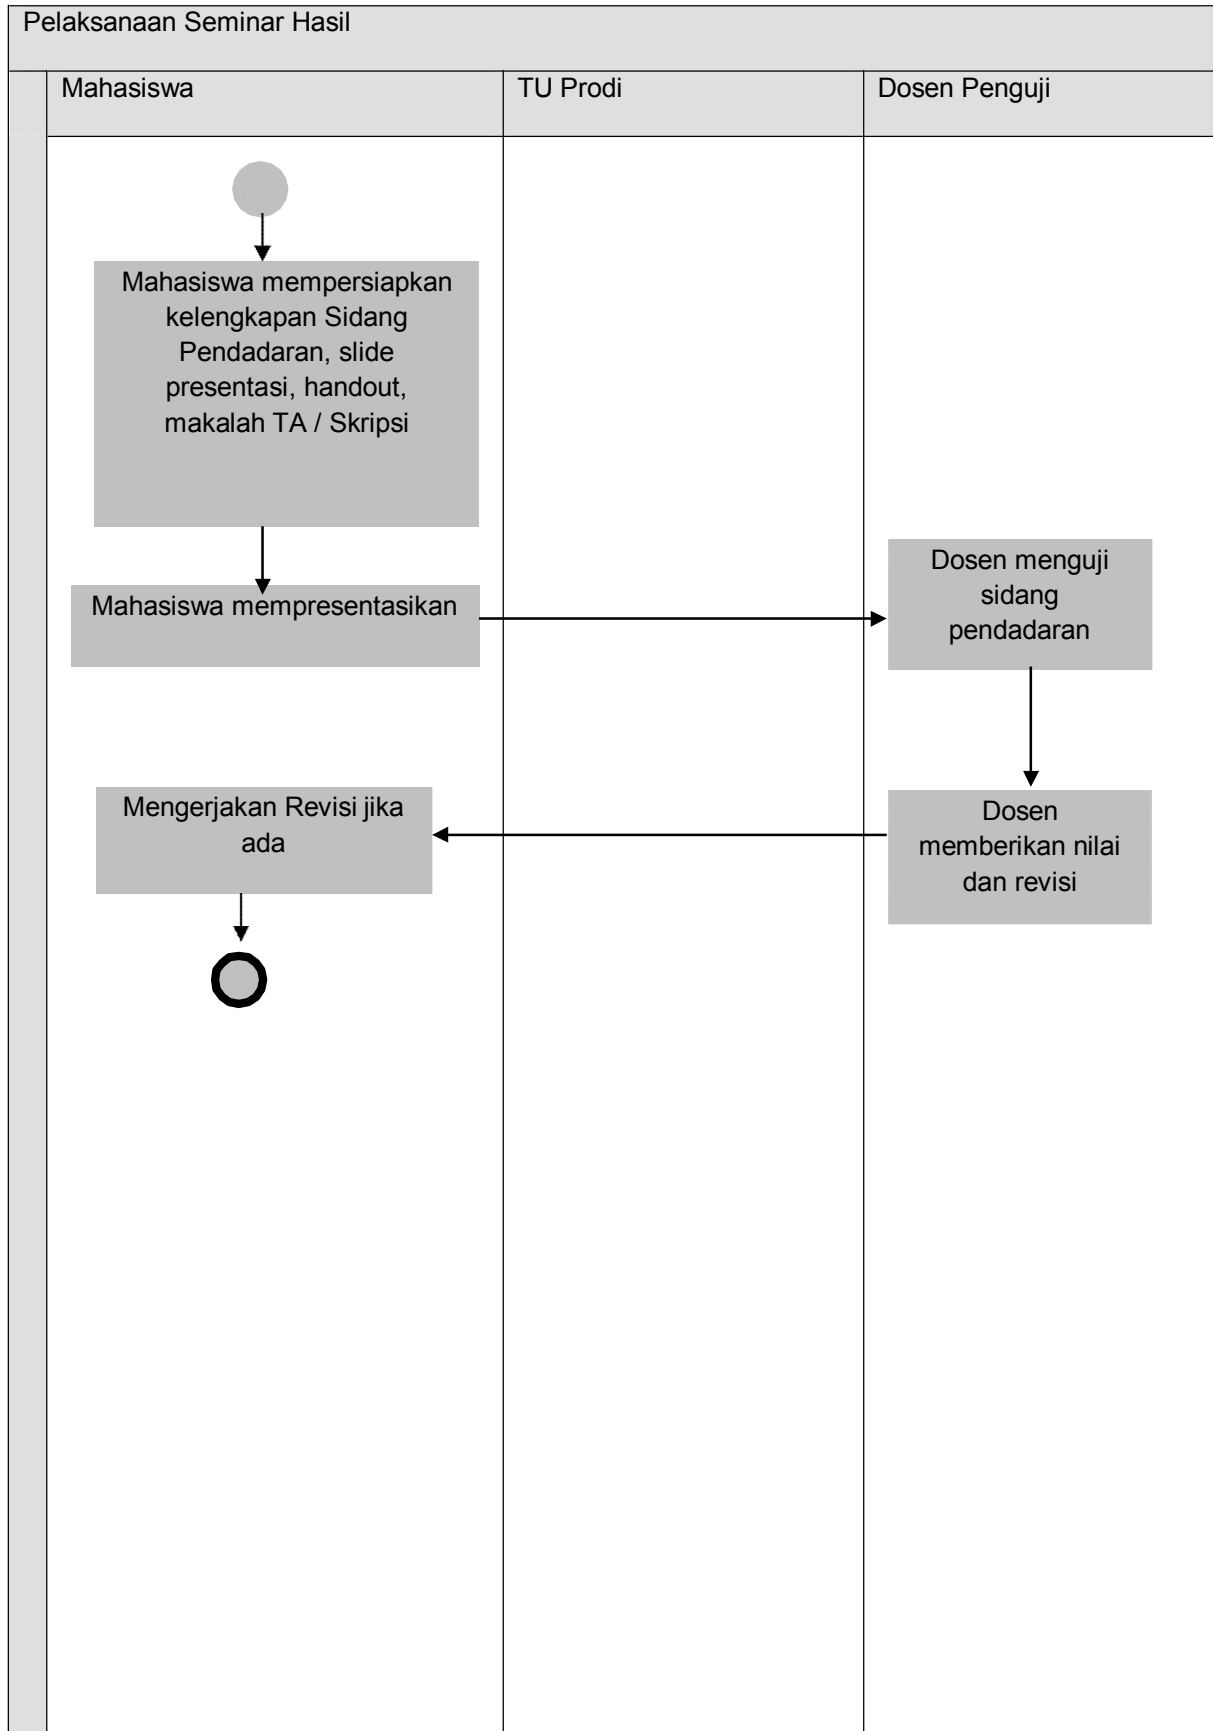 Pelaksanaan Seminar Hasil
Mahasiswa
TU Prodi
Dosen Penguji
Mahasiswa mempersiapkan
kelengkapan Sidang
Pendadaran, slide
presentasi, handout,
makalah TA / Skripsi
Mahasiswa mempresentasikan
Dosen menguji
sidang
pendadaran
Mengerjakan Revisi jika
ada
Dosen
memberikan nilai
dan revisi